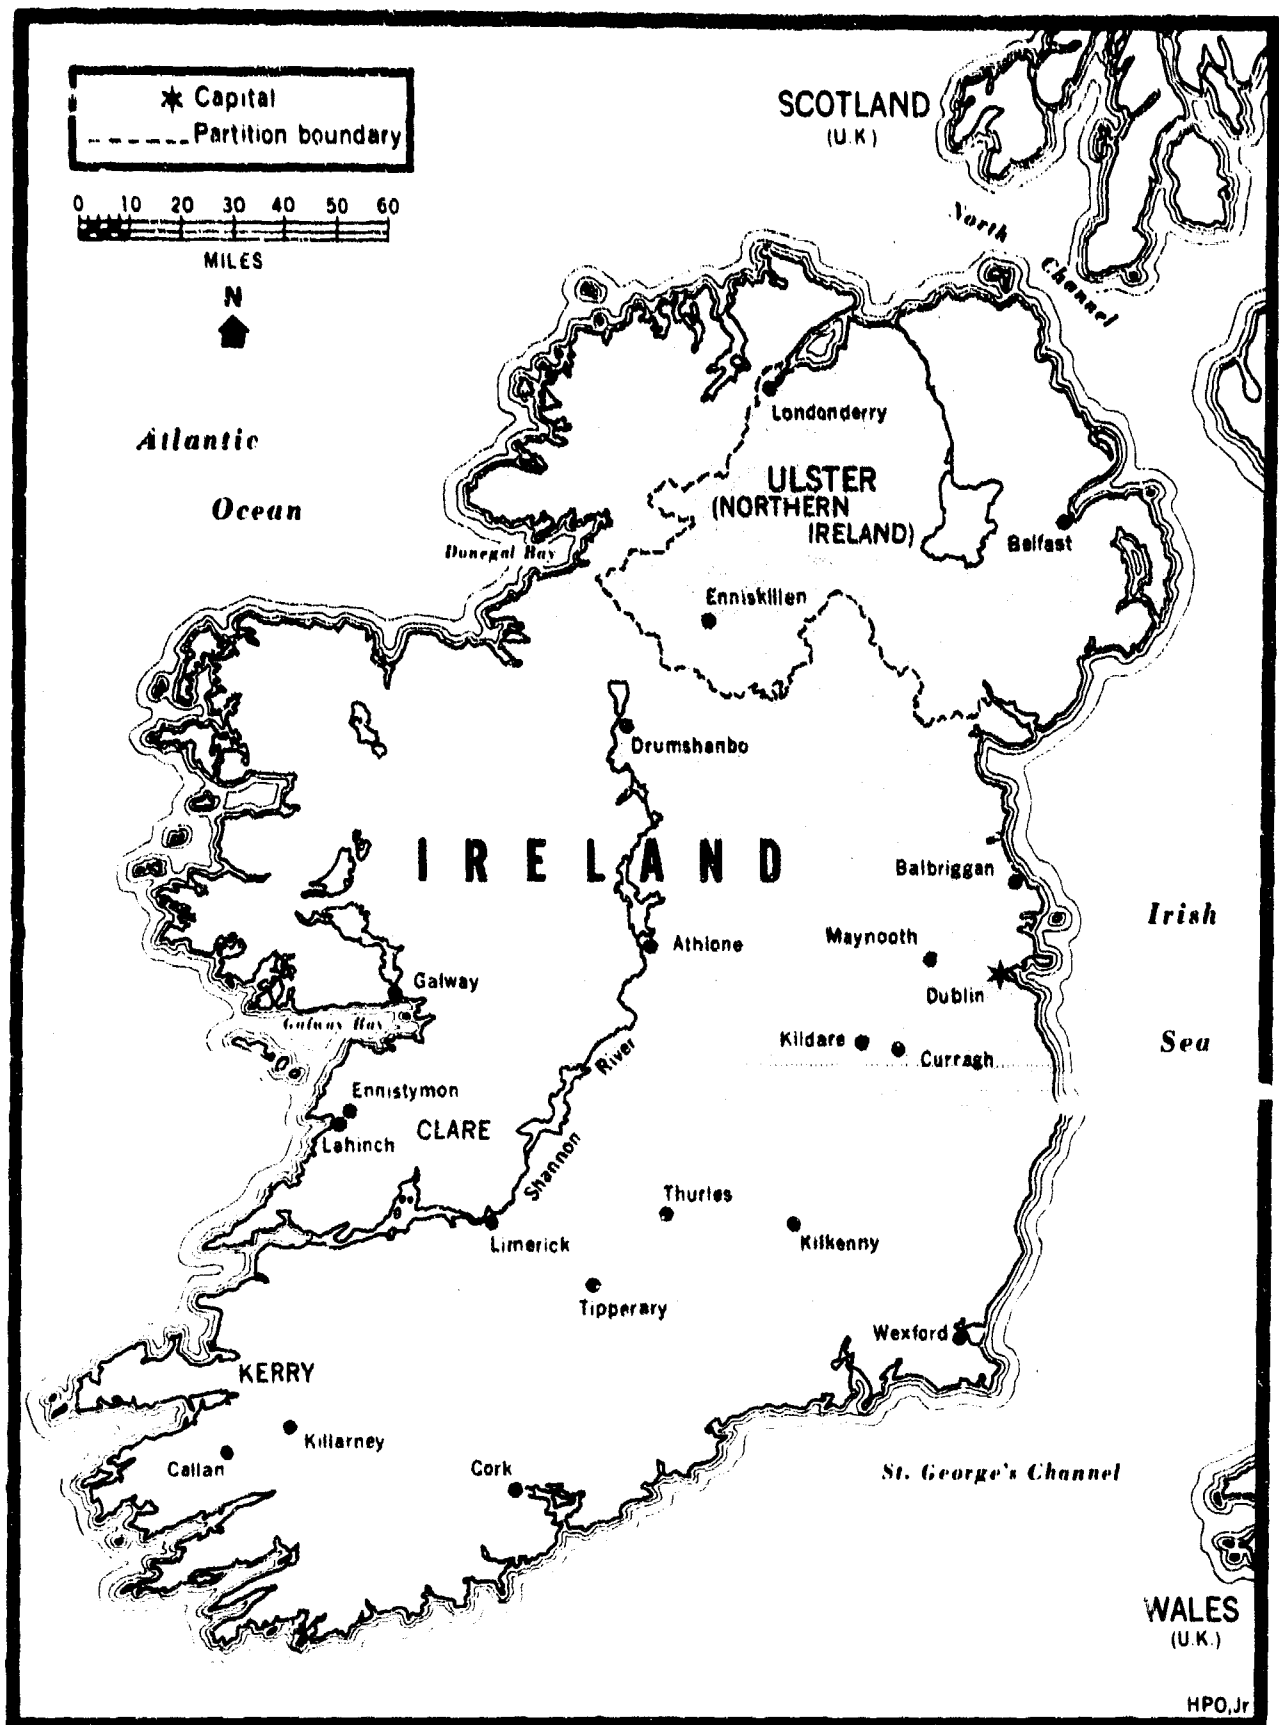 Capital
Partition boundary
0 10 20 30 40 50 60
MILES
N
SCOTLAND
(U.K)
North
Channel
Atlantic
Ocean
Londonderry
ULSTER
(NORTHERN
IRELAND)
Belfast
Donegal Bay
Enniskillen
Drumshanbo
IRELAND
Balbriggan
Irish
Sea
Athlone
Maynooth
Dublin
Galway
Galway Bay
Kildare
Curragh
River
Shannon
Ennistymon
CLARE
Lahinch
Thurles
Limerick
Kilkenny
Tipperary
Wexford
KERRY
Killarney
Callan
Cork
St. George's Channel
WALES
(U.K.)
HPO,Jr